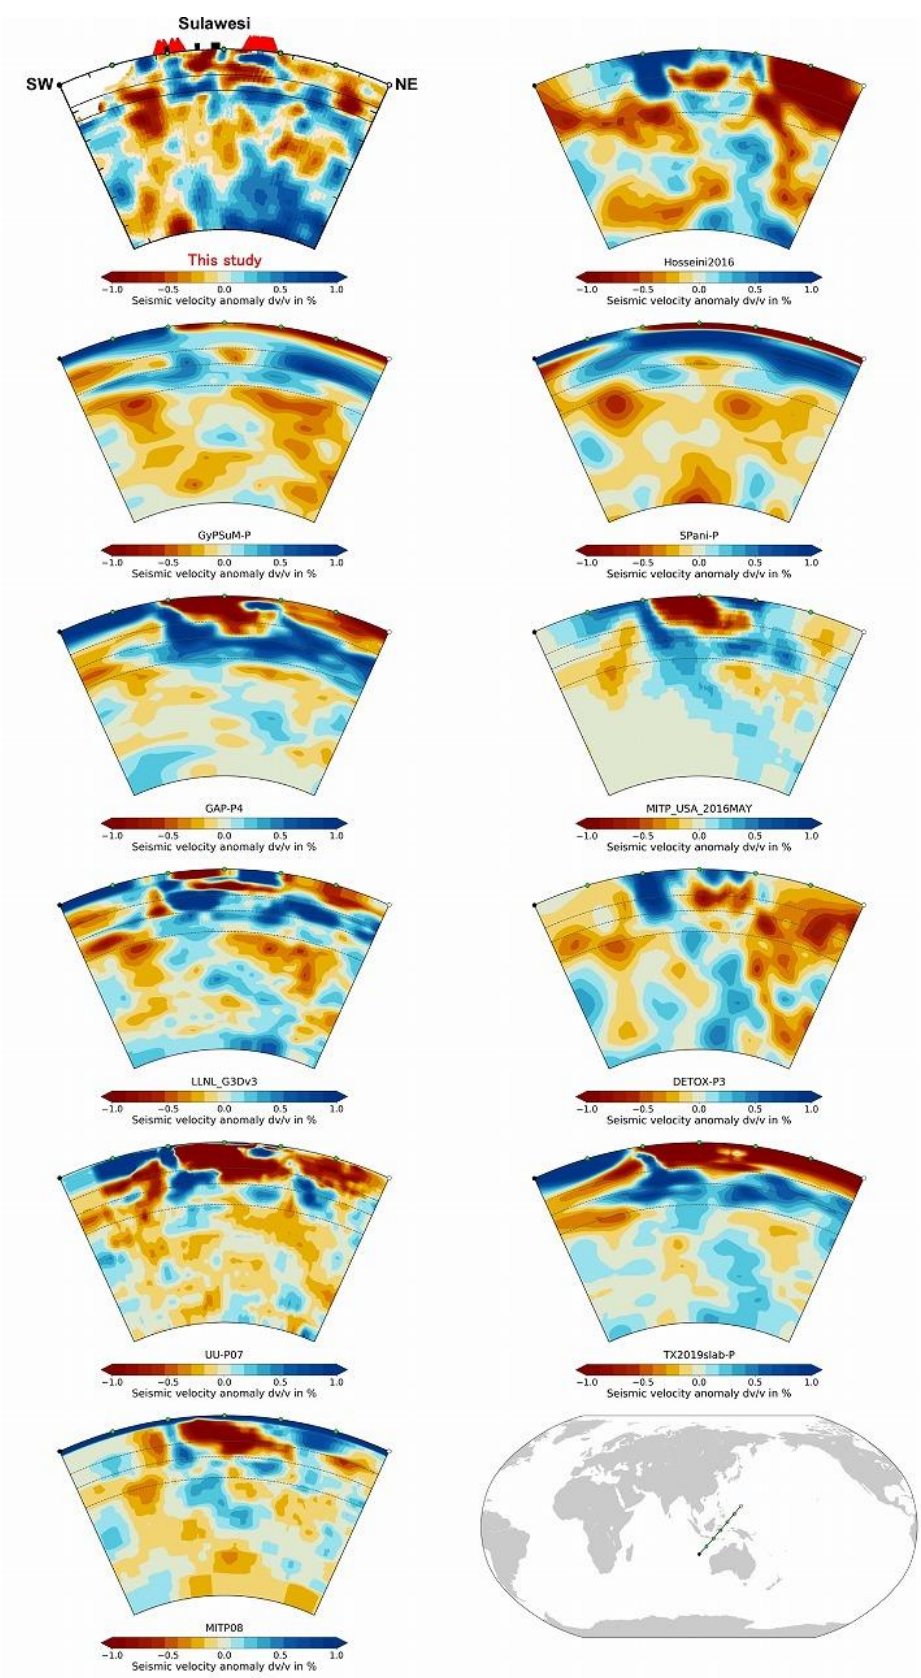 Sulawesi
SW
NE
This study
−1.0 −0.5 0.0 0.5 1.0
Seismic velocity anomaly dv/v in %
Hosseini2016
−1.0 −0.5 0.0 0.5 1.0
Seismic velocity anomaly dv/v in %
GyPSuM-P
−1.0 −0.5 0.0 0.5 1.0
Seismic velocity anomaly dv/v in %
SPani-P
−1.0 −0.5 0.0 0.5 1.0
Seismic velocity anomaly dv/v in %
GAP-P4
−1.0 −0.5 0.0 0.5 1.0
Seismic velocity anomaly dv/v in %
MITP_USA_2016MAY
−1.0 −0.5 0.0 0.5 1.0
Seismic velocity anomaly dv/v in %
LLNL_G3Dv3
−1.0 −0.5 0.0 0.5 1.0
Seismic velocity anomaly dv/v in %
DETOX-P3
−1.0 −0.5 0.0 0.5 1.0
Seismic velocity anomaly dv/v in %
UU-P07
−1.0 −0.5 0.0 0.5 1.0
Seismic velocity anomaly dv/v in %
TX2019slab-P
−1.0 −0.5 0.0 0.5 1.0
Seismic velocity anomaly dv/v in %
MITP08
−1.0 −0.5 0.0 0.5 1.0
Seismic velocity anomaly dv/v in %